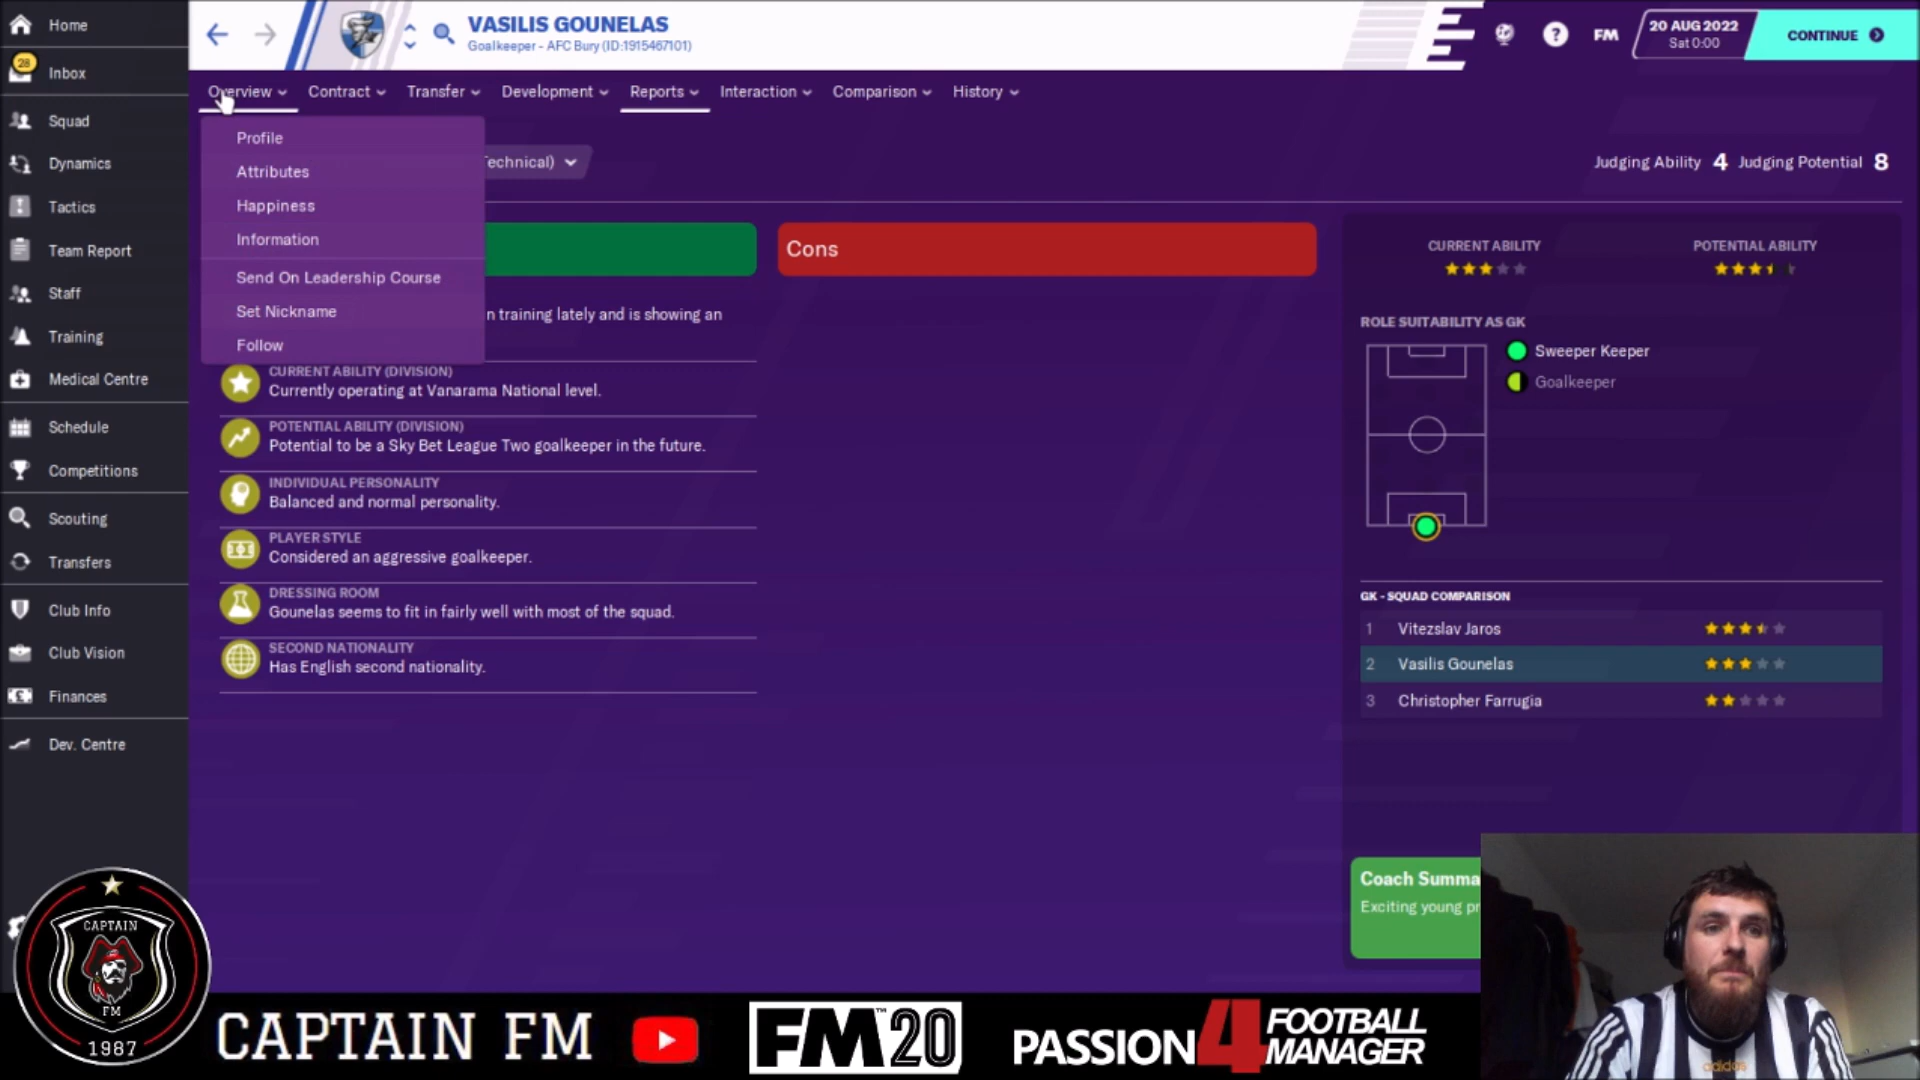 Home
VASILIS GOUNELAS
Goalkeeper - AFC Bury (ID:1915467101)
FM
20 AUG 2022
Sat 0:00
CONTINUE
28
Inbox
Overview
Contract
Transfer
Development
Reports
Interaction
Comparison
History
Squad
Dynamics
Tactics
Team Report
Staff
Training
Medical Centre
Schedule
Competitions
Scouting
Transfers
Club Info
Club Vision
Finances
Dev. Centre
Profile
Attributes
Happiness
Information
Send On Leadership Course
Set Nickname
Follow
Technical)
Judging Ability 4 Judging Potential 8
Cons
n training lately and is showing an
CURRENT ABILITY (DIVISION)
Currently operating at Vanarama National level.
POTENTIAL ABILITY (DIVISION)
Potential to be a Sky Bet League Two goalkeeper in the future.
INDIVIDUAL PERSONALITY
Balanced and normal personality.
PLAYER STYLE
Considered an aggressive goalkeeper.
DRESSING ROOM
Gounelas seems to fit in fairly well with most of the squad.
SECOND NATIONALITY
Has English second nationality.
CURRENT ABILITY
POTENTIAL ABILITY
ROLE SUITABILITY AS GK
Sweeper Keeper
Goalkeeper
GK - SQUAD COMPARISON
1 Vitezslav Jaros
2 Vasilis Gounelas
3 Christopher Farrugia
Coach Summa
Exciting young pr
CAPTAIN
FM
1987
CAPTAIN FM
FM20
PASSION 4 FOOTBALL MANAGER
adidas